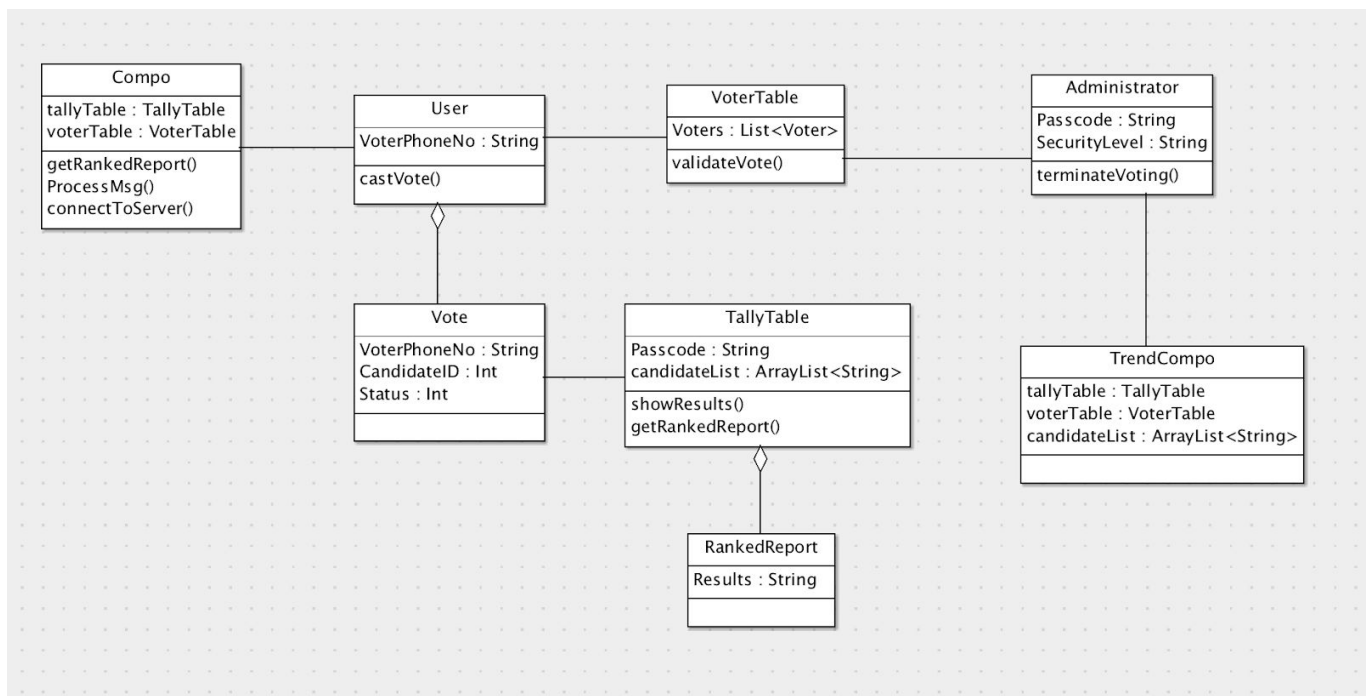 Compo
tallyTable : TallyTable
voterTable : VoterTable
getRankedReport()
ProcessMsg()
connectToServer()
User
VoterPhoneNo : String
castVote()
VoterTable
Voters : List<Voter>
validateVote()
Administrator
Passcode : String
SecurityLevel : String
terminateVoting()
Vote
VoterPhoneNo : String
CandidateID : Int
Status : Int
TallyTable
Passcode : String
candidateList : ArrayList<String>
showResults()
getRankedReport()
TrendCompo
tallyTable : TallyTable
voterTable : VoterTable
candidateList : ArrayList<String>
RankedReport
Results : String